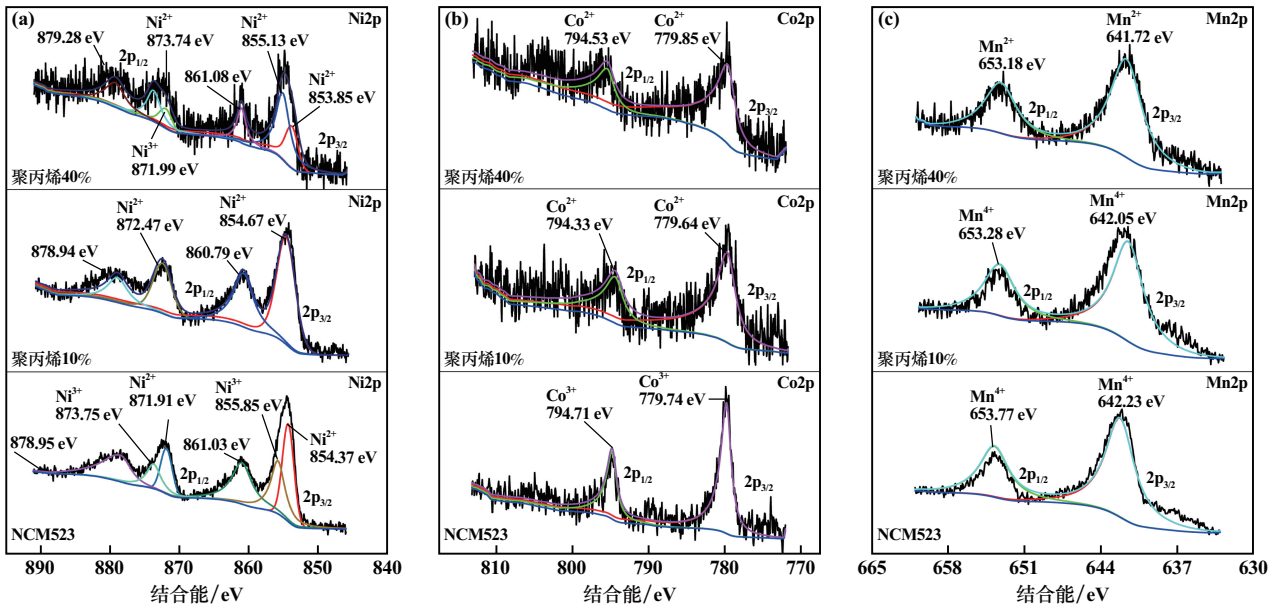 (a)
Ni2p
Ni²⁺
873.74 eV
Ni²⁺
855.13 eV
879.28 eV
2p₁/₂
861.08 eV
Ni²⁺
853.85 eV
Ni³⁺
871.99 eV
2p₃/₂
聚丙烯40%
Ni2p
Ni²⁺
872.47 eV
Ni²⁺
854.67 eV
878.94 eV
860.79 eV
2p₁/₂
2p₃/₂
聚丙烯10%
Ni2p
Ni³⁺
873.75 eV
Ni²⁺
871.91 eV
Ni³⁺
855.85 eV
Ni²⁺
854.37 eV
878.95 eV
861.03 eV
2p₁/₂
2p₃/₂
NCM523
890 880 870 860 850 840
结合能/eV
(b)
Co2p
Co²⁺
794.53 eV
Co²⁺
779.85 eV
2p₁/₂
2p₃/₂
聚丙烯40%
Co2p
Co²⁺
794.33 eV
Co²⁺
779.64 eV
2p₁/₂
2p₃/₂
聚丙烯10%
Co2p
Co³⁺
794.71 eV
Co³⁺
779.74 eV
2p₁/₂
2p₃/₂
NCM523
810 800 790 780 770
结合能/eV
(c)
Mn2p
Mn²⁺
653.18 eV
Mn²⁺
641.72 eV
2p₁/₂
2p₃/₂
聚丙烯40%
Mn2p
Mn⁴⁺
653.28 eV
Mn⁴⁺
642.05 eV
2p₁/₂
2p₃/₂
聚丙烯10%
Mn2p
Mn⁴⁺
653.77 eV
Mn⁴⁺
642.23 eV
2p₁/₂
2p₃/₂
NCM523
665 658 651 644 637 630
结合能/eV